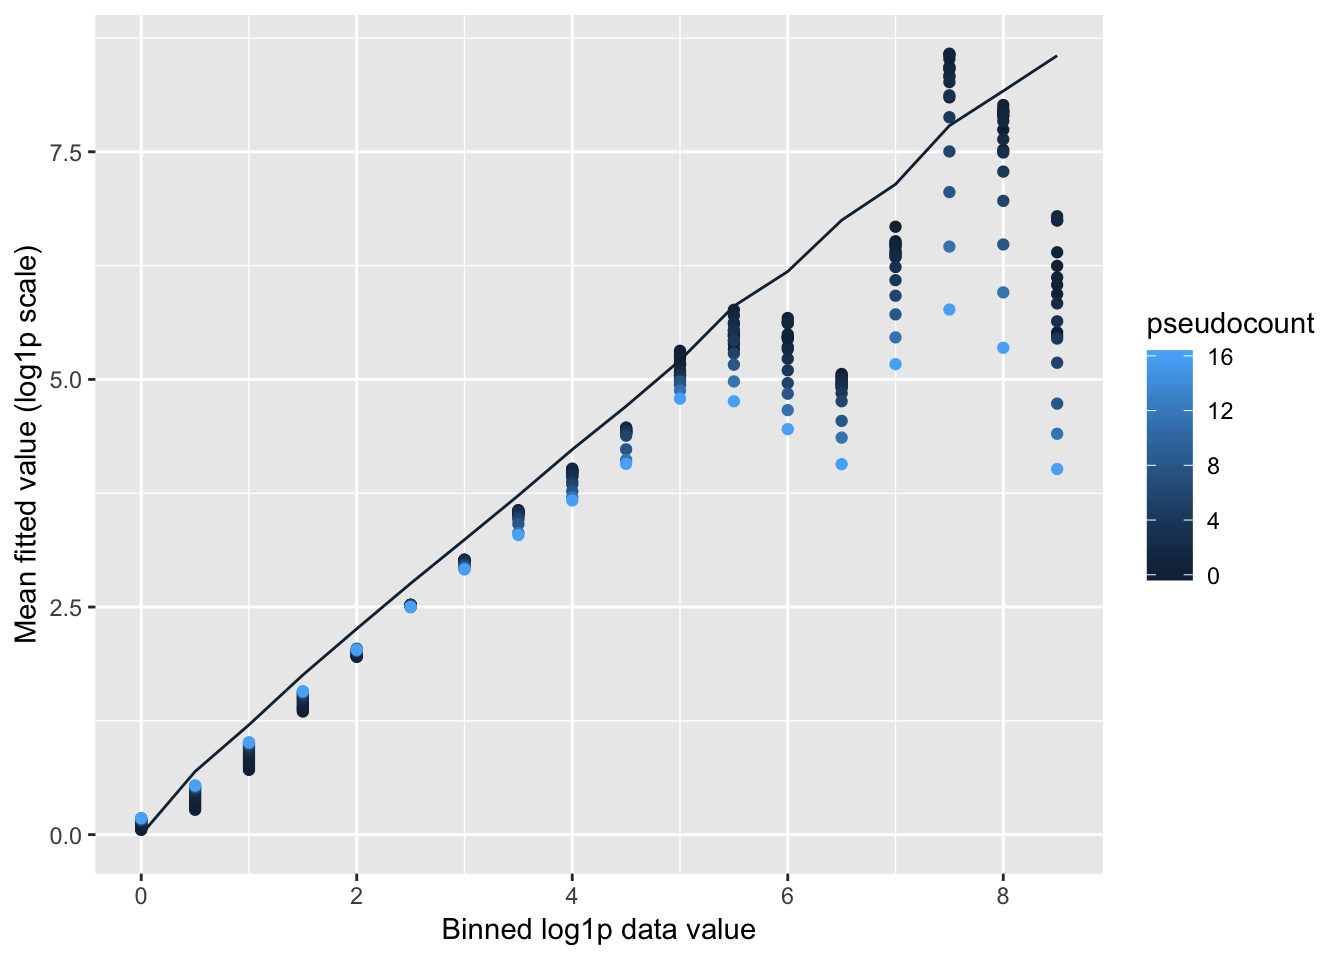 7.5
5.0
2.5
0.0
0 2 4 6 8
Binned log1p data value
Mean fitted value (log1p scale)
pseudocount
16
12
8
4
0